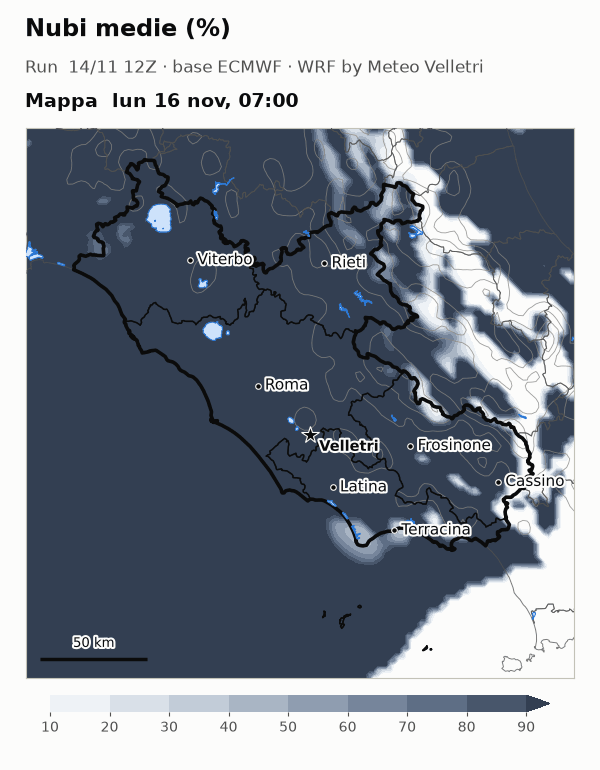 Nubi medie (%)
Run  14/11 12Z · base ECMWF · WRF by Meteo Velletri
Mappa  lun 16 nov, 07:00
Viterbo
Rieti
Roma
Velletri
Frosinone
Latina
Cassino
Terracina
50 km
10 20 30 40 50 60 70 80 90